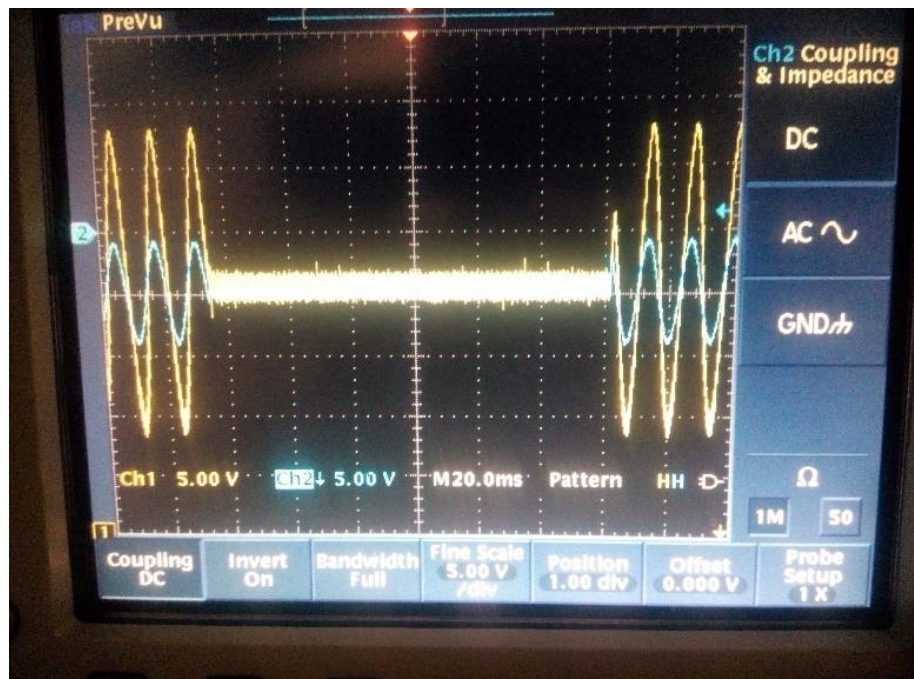 PreVu
Ch2 Coupling
& Impedance
DC
AC
2
GND
Ch1 5.00 V Ch2 5.00 V M20.0ms Pattern HH
Ω
1M 50
1
Coupling
DC
Invert
On
Bandwidth
Full
Fine Scale
5.00 V
/div
Position
1.00 div
Offset
0.000 V
Probe
Setup
1 X